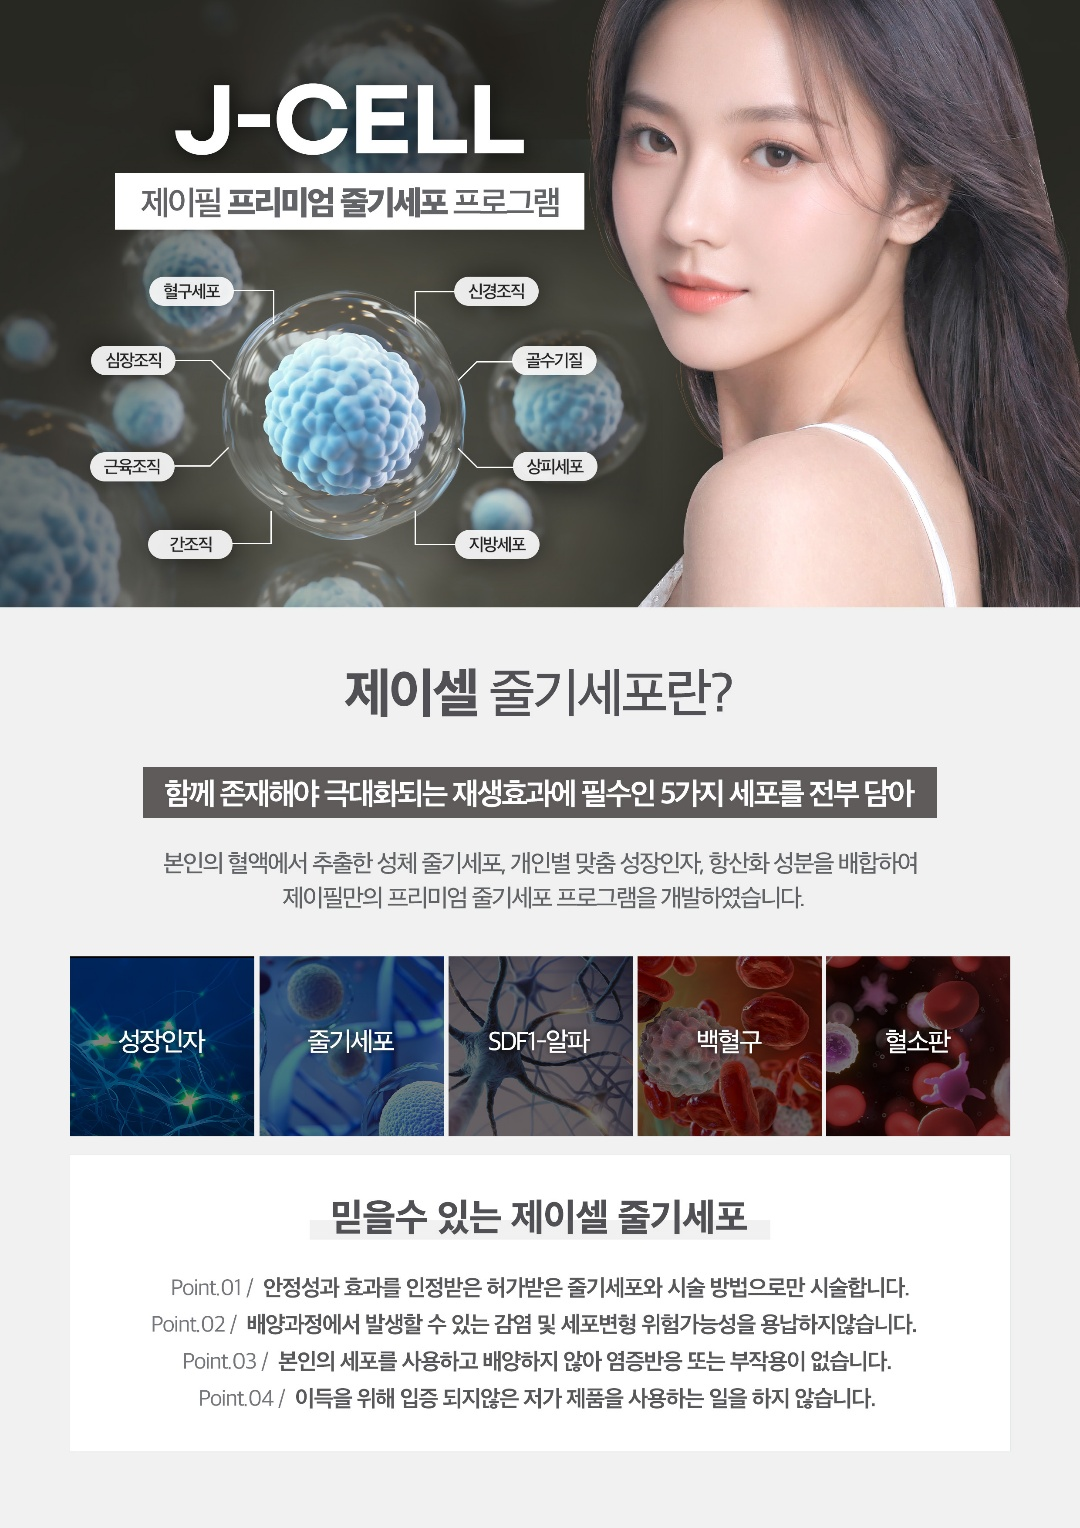 J-CELL
제이필 프리미엄 줄기세포 프로그램
혈구세포
신경조직
심장조직
골수기질
근육조직
상피세포
간조직
지방세포
제이셀 줄기세포란?
함께 존재해야 극대화되는 재생효과에 필수인 5가지 세포를 전부 담아
본인의 혈액에서 추출한 성체 줄기세포, 개인별 맞춤 성장인자, 항산화 성분을 배합하여
제이필만의 프리미엄 줄기세포 프로그램을 개발하였습니다.
성장인자
줄기세포
SDF1-알파
백혈구
혈소판
믿을수 있는 제이셀 줄기세포
Point.01 / 안정성과 효과를 인정받은 허가받은 줄기세포와 시술 방법으로만 시술합니다.
Point.02 / 배양과정에서 발생할 수 있는 감염 및 세포변형 위험가능성을 용납하지않습니다.
Point.03 / 본인의 세포를 사용하고 배양하지 않아 염증반응 또는 부작용이 없습니다.
Point.04 / 이득을 위해 입증 되지않은 저가 제품을 사용하는 일을 하지 않습니다.